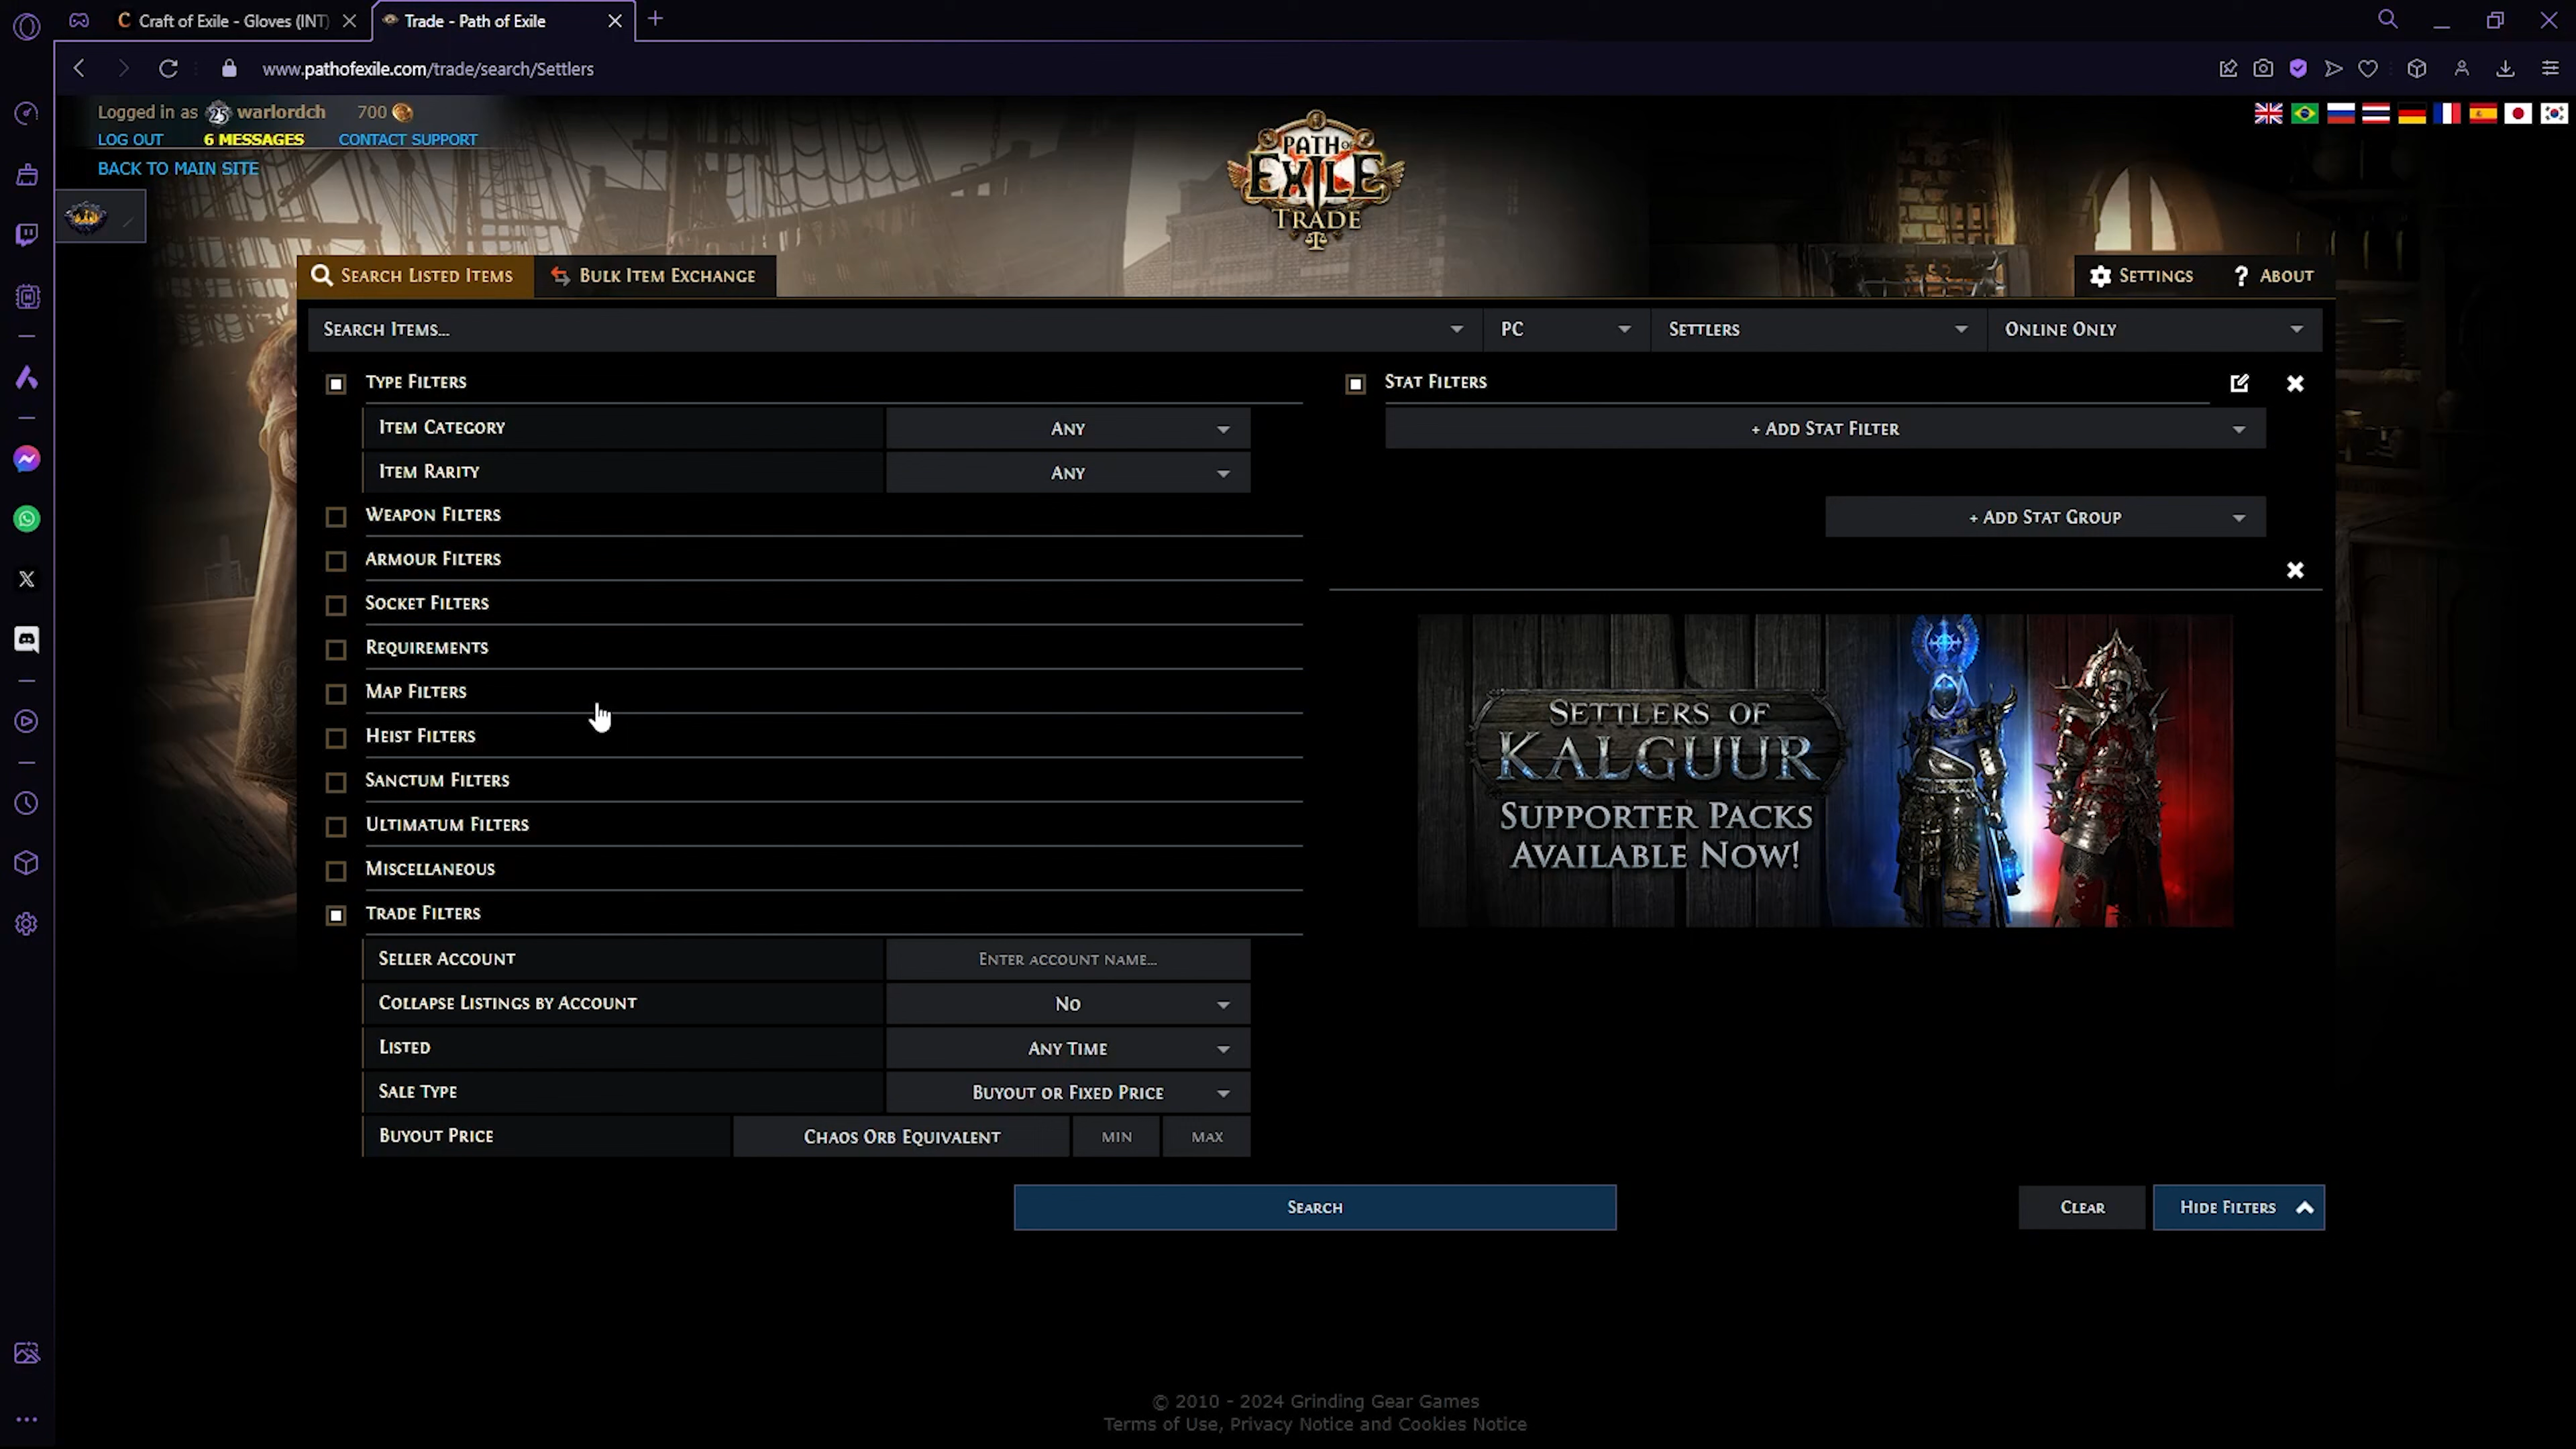 Craft of Exile - Gloves (INT)
Trade - Path of Exile
www.pathofexile.com/trade/search/Settlers
Logged in as 25 warlordch 700
LOG OUT 6 MESSAGES CONTACT SUPPORT
BACK TO MAIN SITE
PATH OF EXILE TRADE
SEARCH LISTED ITEMS
BULK ITEM EXCHANGE
SETTINGS
? ABOUT
SEARCH ITEMS...
PC
SETTLERS
ONLINE ONLY
TYPE FILTERS
ITEM CATEGORY ANY
ITEM RARITY ANY
WEAPON FILTERS
ARMOUR FILTERS
SOCKET FILTERS
REQUIREMENTS
MAP FILTERS
HEIST FILTERS
SANCTUM FILTERS
ULTIMATUM FILTERS
MISCELLANEOUS
TRADE FILTERS
SELLER ACCOUNT ENTER ACCOUNT NAME...
COLLAPSE LISTINGS BY ACCOUNT NO
LISTED ANY TIME
SALE TYPE BUYOUT OR FIXED PRICE
BUYOUT PRICE CHAOS ORB EQUIVALENT MIN MAX
STAT FILTERS
+ ADD STAT FILTER
+ ADD STAT GROUP
SETTLERS OF
KALGUUR
SUPPORTER PACKS
AVAILABLE NOW!
SEARCH
CLEAR
HIDE FILTERS
© 2010 - 2024 Grinding Gear Games
Terms of Use, Privacy Notice and Cookies Notice